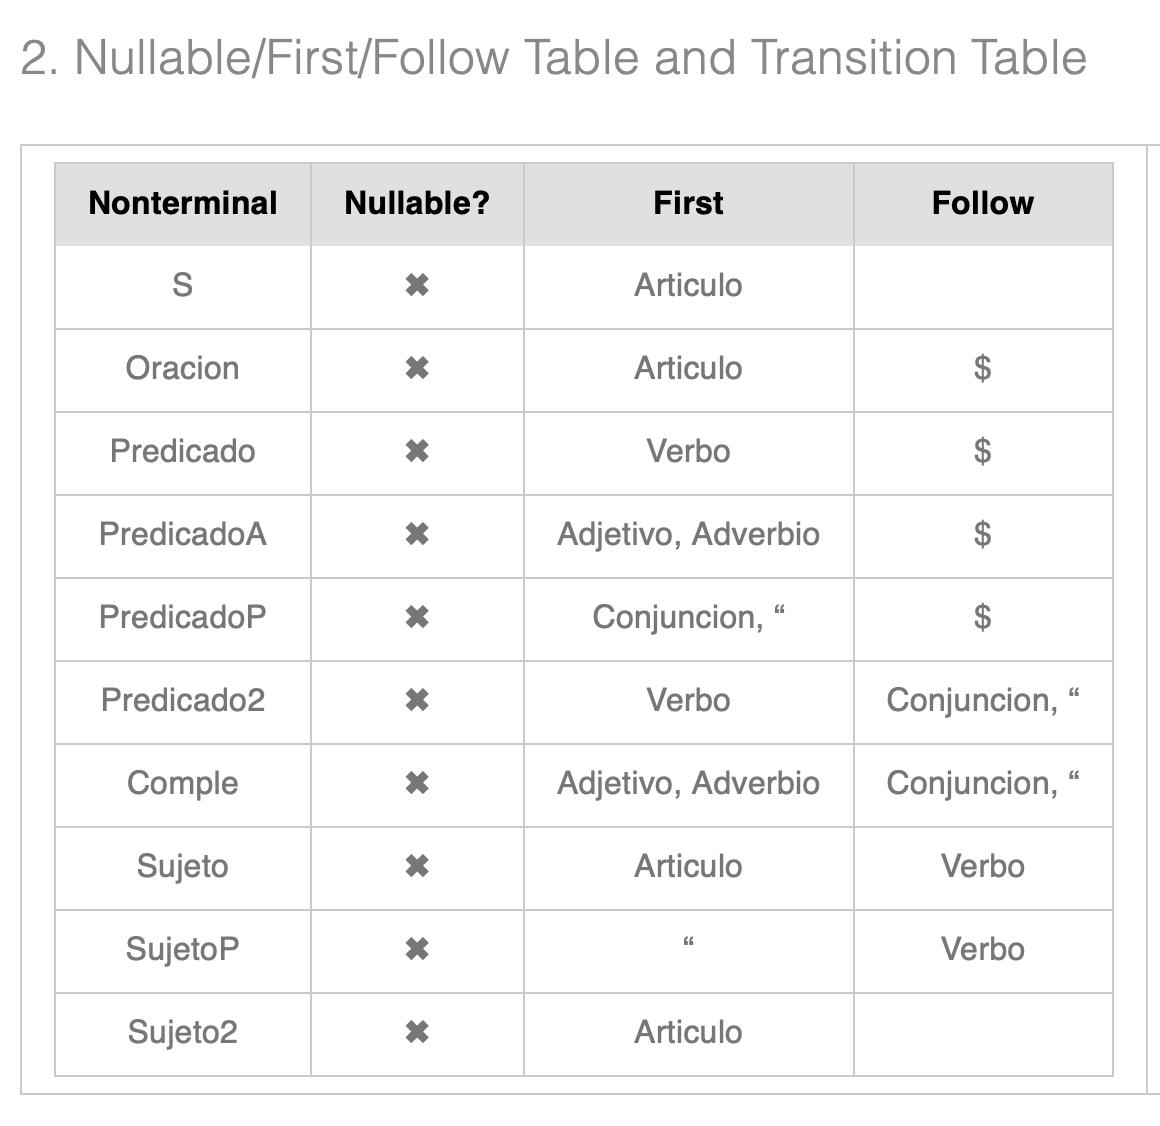 2. Nullable/First/Follow Table and Transition Table
Nonterminal Nullable? First Follow
S ✖ Articulo
Oracion ✖ Articulo $
Predicado ✖ Verbo $
PredicadoA ✖ Adjetivo, Adverbio $
PredicadoP ✖ Conjuncion, “ $
Predicado2 ✖ Verbo Conjuncion, “
Comple ✖ Adjetivo, Adverbio Conjuncion, “
Sujeto ✖ Articulo Verbo
SujetoP ✖ “ Verbo
Sujeto2 ✖ Articulo